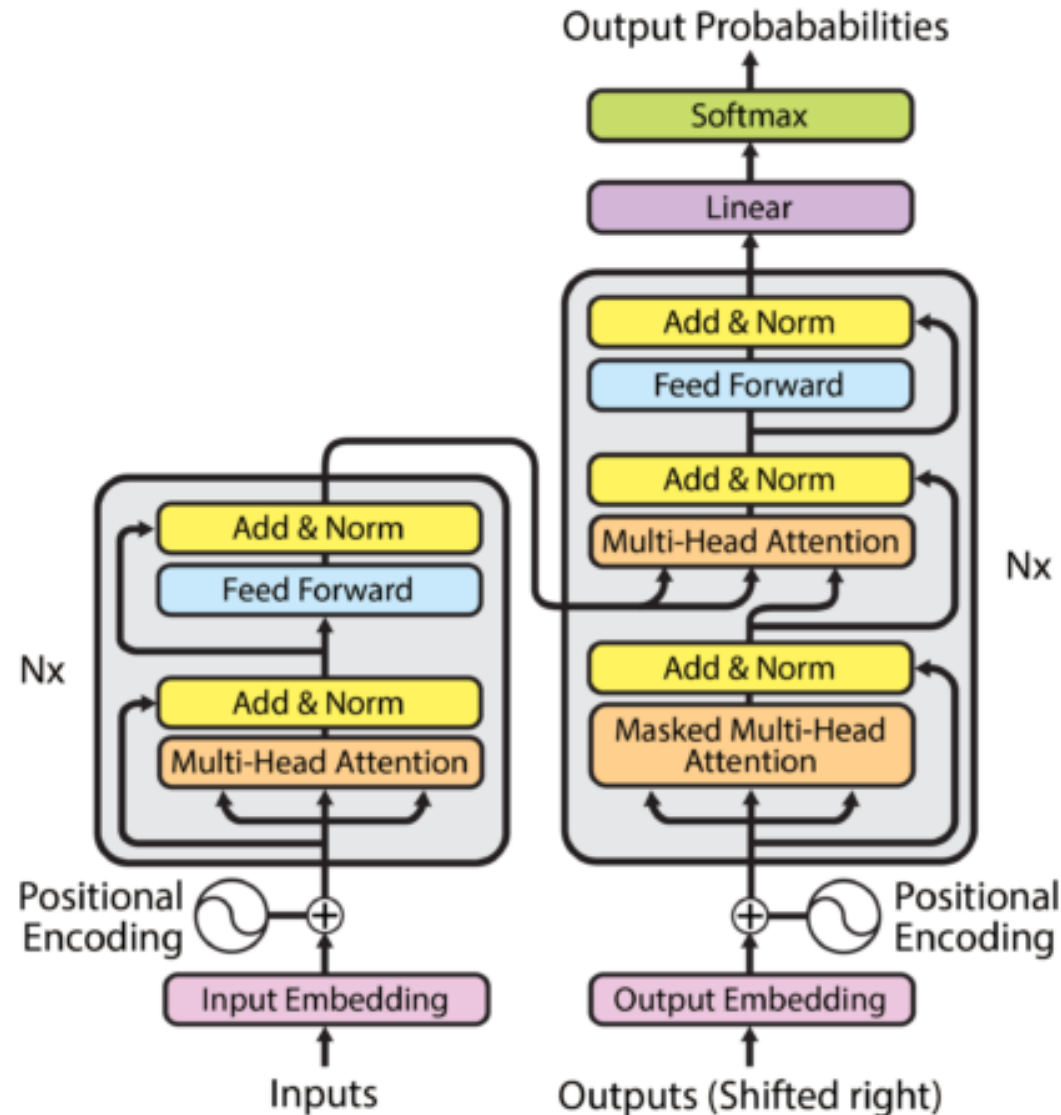 Output Probababilities
Softmax
Linear
Add & Norm
Feed Forward
Add & Norm
Multi-Head Attention
Nx
Add & Norm
Masked Multi-Head
Attention
Positional
Encoding
Output Embedding
Outputs (Shifted right)
Add & Norm
Feed Forward
Nx
Add & Norm
Multi-Head Attention
Positional
Encoding
Input Embedding
Inputs